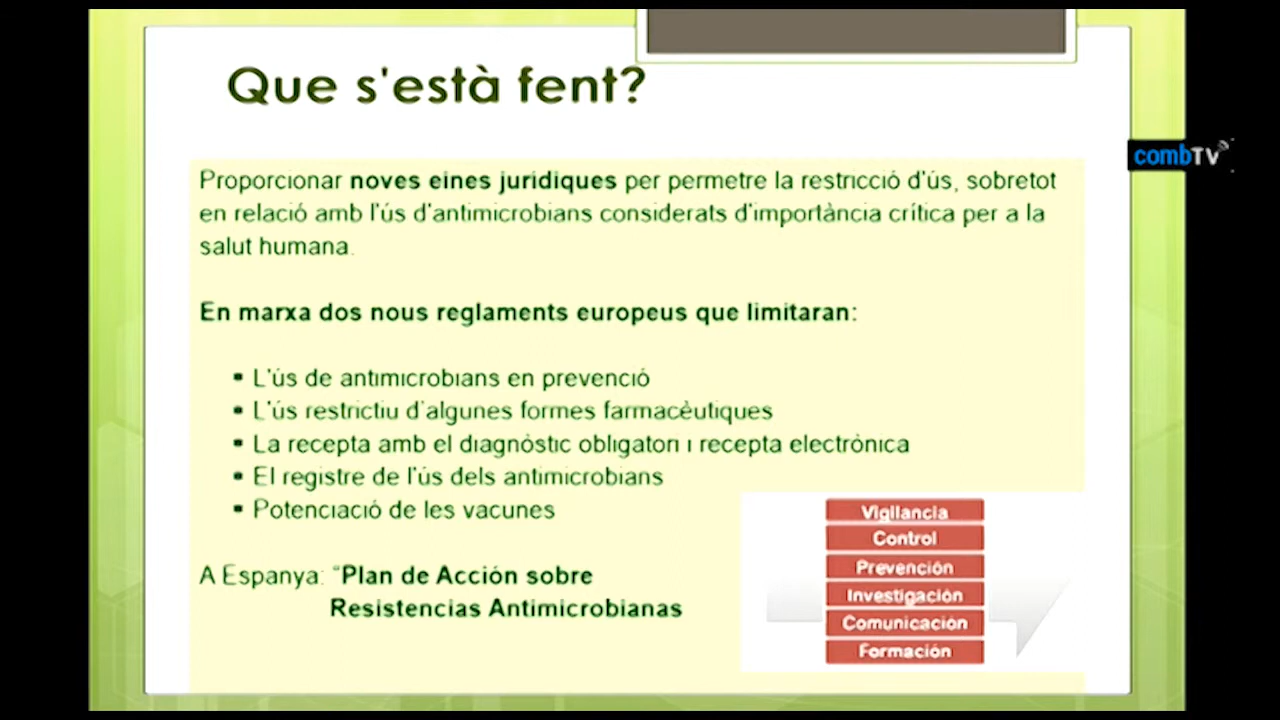 Que s'està fent?
combTV
Proporcionar noves eines jurídiques per permetre la restricció d'ús, sobretot
en relació amb l'ús d'antimicrobians considerats d'importància crítica per a la
salut humana.
En marxa dos nous reglaments europeus que limitaran:
▪ L'ús de antimicrobians en prevenció
▪ L'ús restrictiu d'algunes formes farmacèutiques
▪ La recepta amb el diagnòstic obligatori i recepta electrònica
▪ El registre de l'ús dels antimicrobians
▪ Potenciació de les vacunes
A Espanya: "Plan de Acción sobre
Resistencias Antimicrobianas
Vigilancia
Control
Prevención
Investigación
Comunicación
Formación